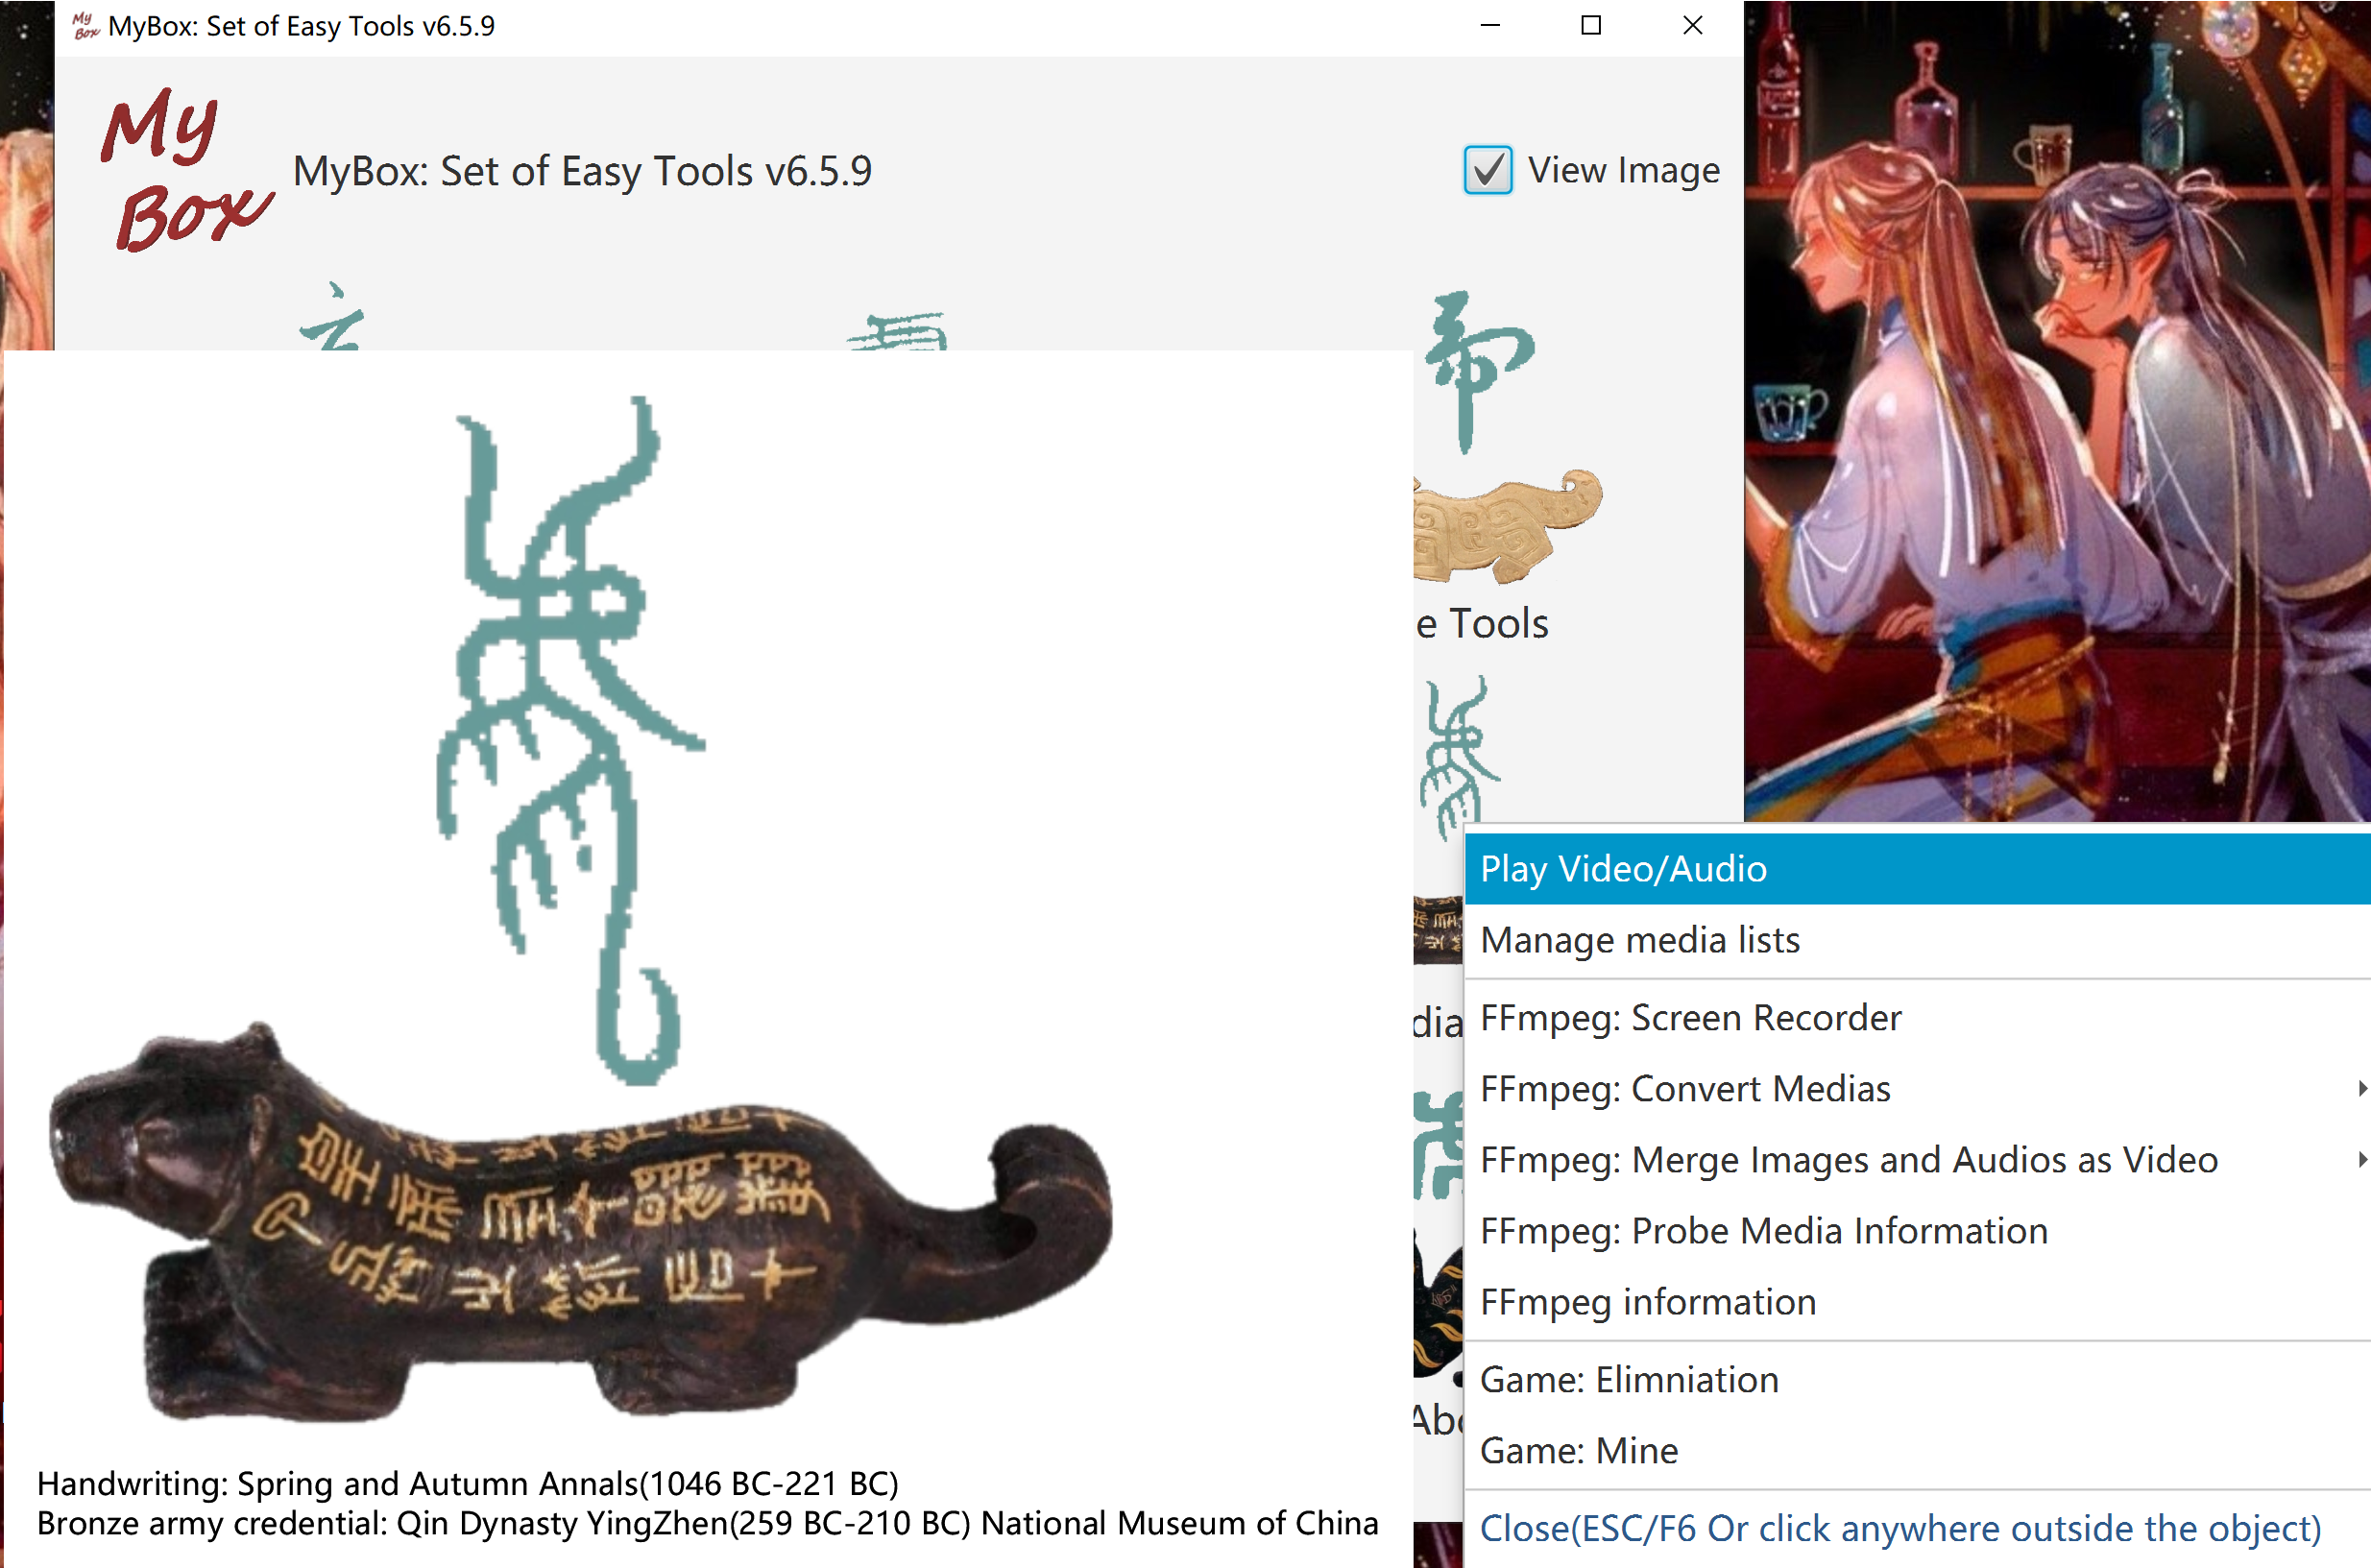 MyBox: Set of Easy Tools v6.5.9
My
Box
MyBox: Set of Easy Tools v6.5.9
View Image
e Tools
dia
Abo
Play Video/Audio
Manage media lists
FFmpeg: Screen Recorder
FFmpeg: Convert Medias
FFmpeg: Merge Images and Audios as Video
FFmpeg: Probe Media Information
FFmpeg information
Game: Elimniation
Game: Mine
Close(ESC/F6 Or click anywhere outside the object)
Handwriting: Spring and Autumn Annals(1046 BC-221 BC)
Bronze army credential: Qin Dynasty YingZhen(259 BC-210 BC) National Museum of China